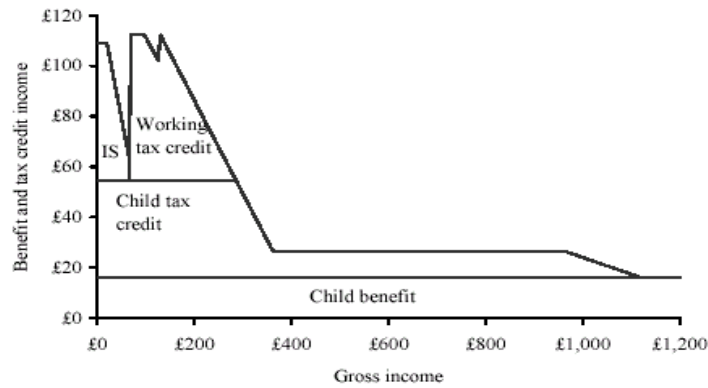 £120
£100
£80
£60
£40
£20
£0
Benefit and tax credit income
IS
Working
tax credit
Child tax
credit
Child benefit
£0 £200 £400 £600 £800 £1,000 £1,200
Gross income